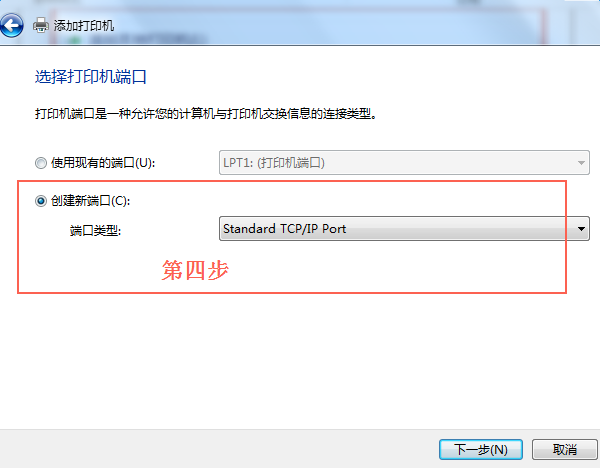 添加打印机
选择打印机端口
打印机端口是一种允许您的计算机与打印机交换信息的连接类型。
使用现有的端口(U): LPT1: (打印机端口)
创建新端口(C):
端口类型: Standard TCP/IP Port
第四步
下一步(N) 取消